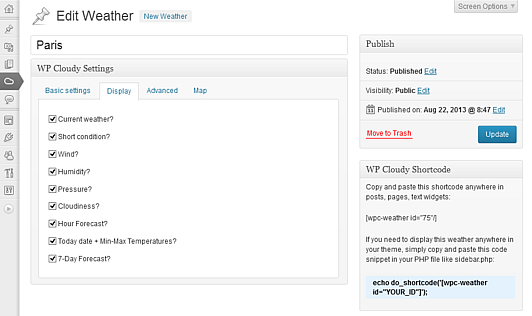 Screen Options
Edit Weather
New Weather
Paris
WP Cloudy Settings
Basic settings
Display
Advanced
Map
Current weather?
Short condition?
Wind?
Humidity?
Pressure?
Cloudiness?
Hour Forecast?
Today date + Min-Max Temperatures?
7-Day Forecast?
Publish
Status: Published Edit
Visibility: Public Edit
Published on: Aug 22, 2013 @ 8:47 Edit
Move to Trash
Update
WP Cloudy Shortcode
Copy and paste this shortcode anywhere in
posts, pages, text widgets:
[wpc-weather id="75"/]
If you need to display this weather anywhere in
your theme, simply copy and paste this code
snippet in your PHP file like sidebar.php:
echo do_shortcode('[wpc-weather
id="YOUR_ID"]');